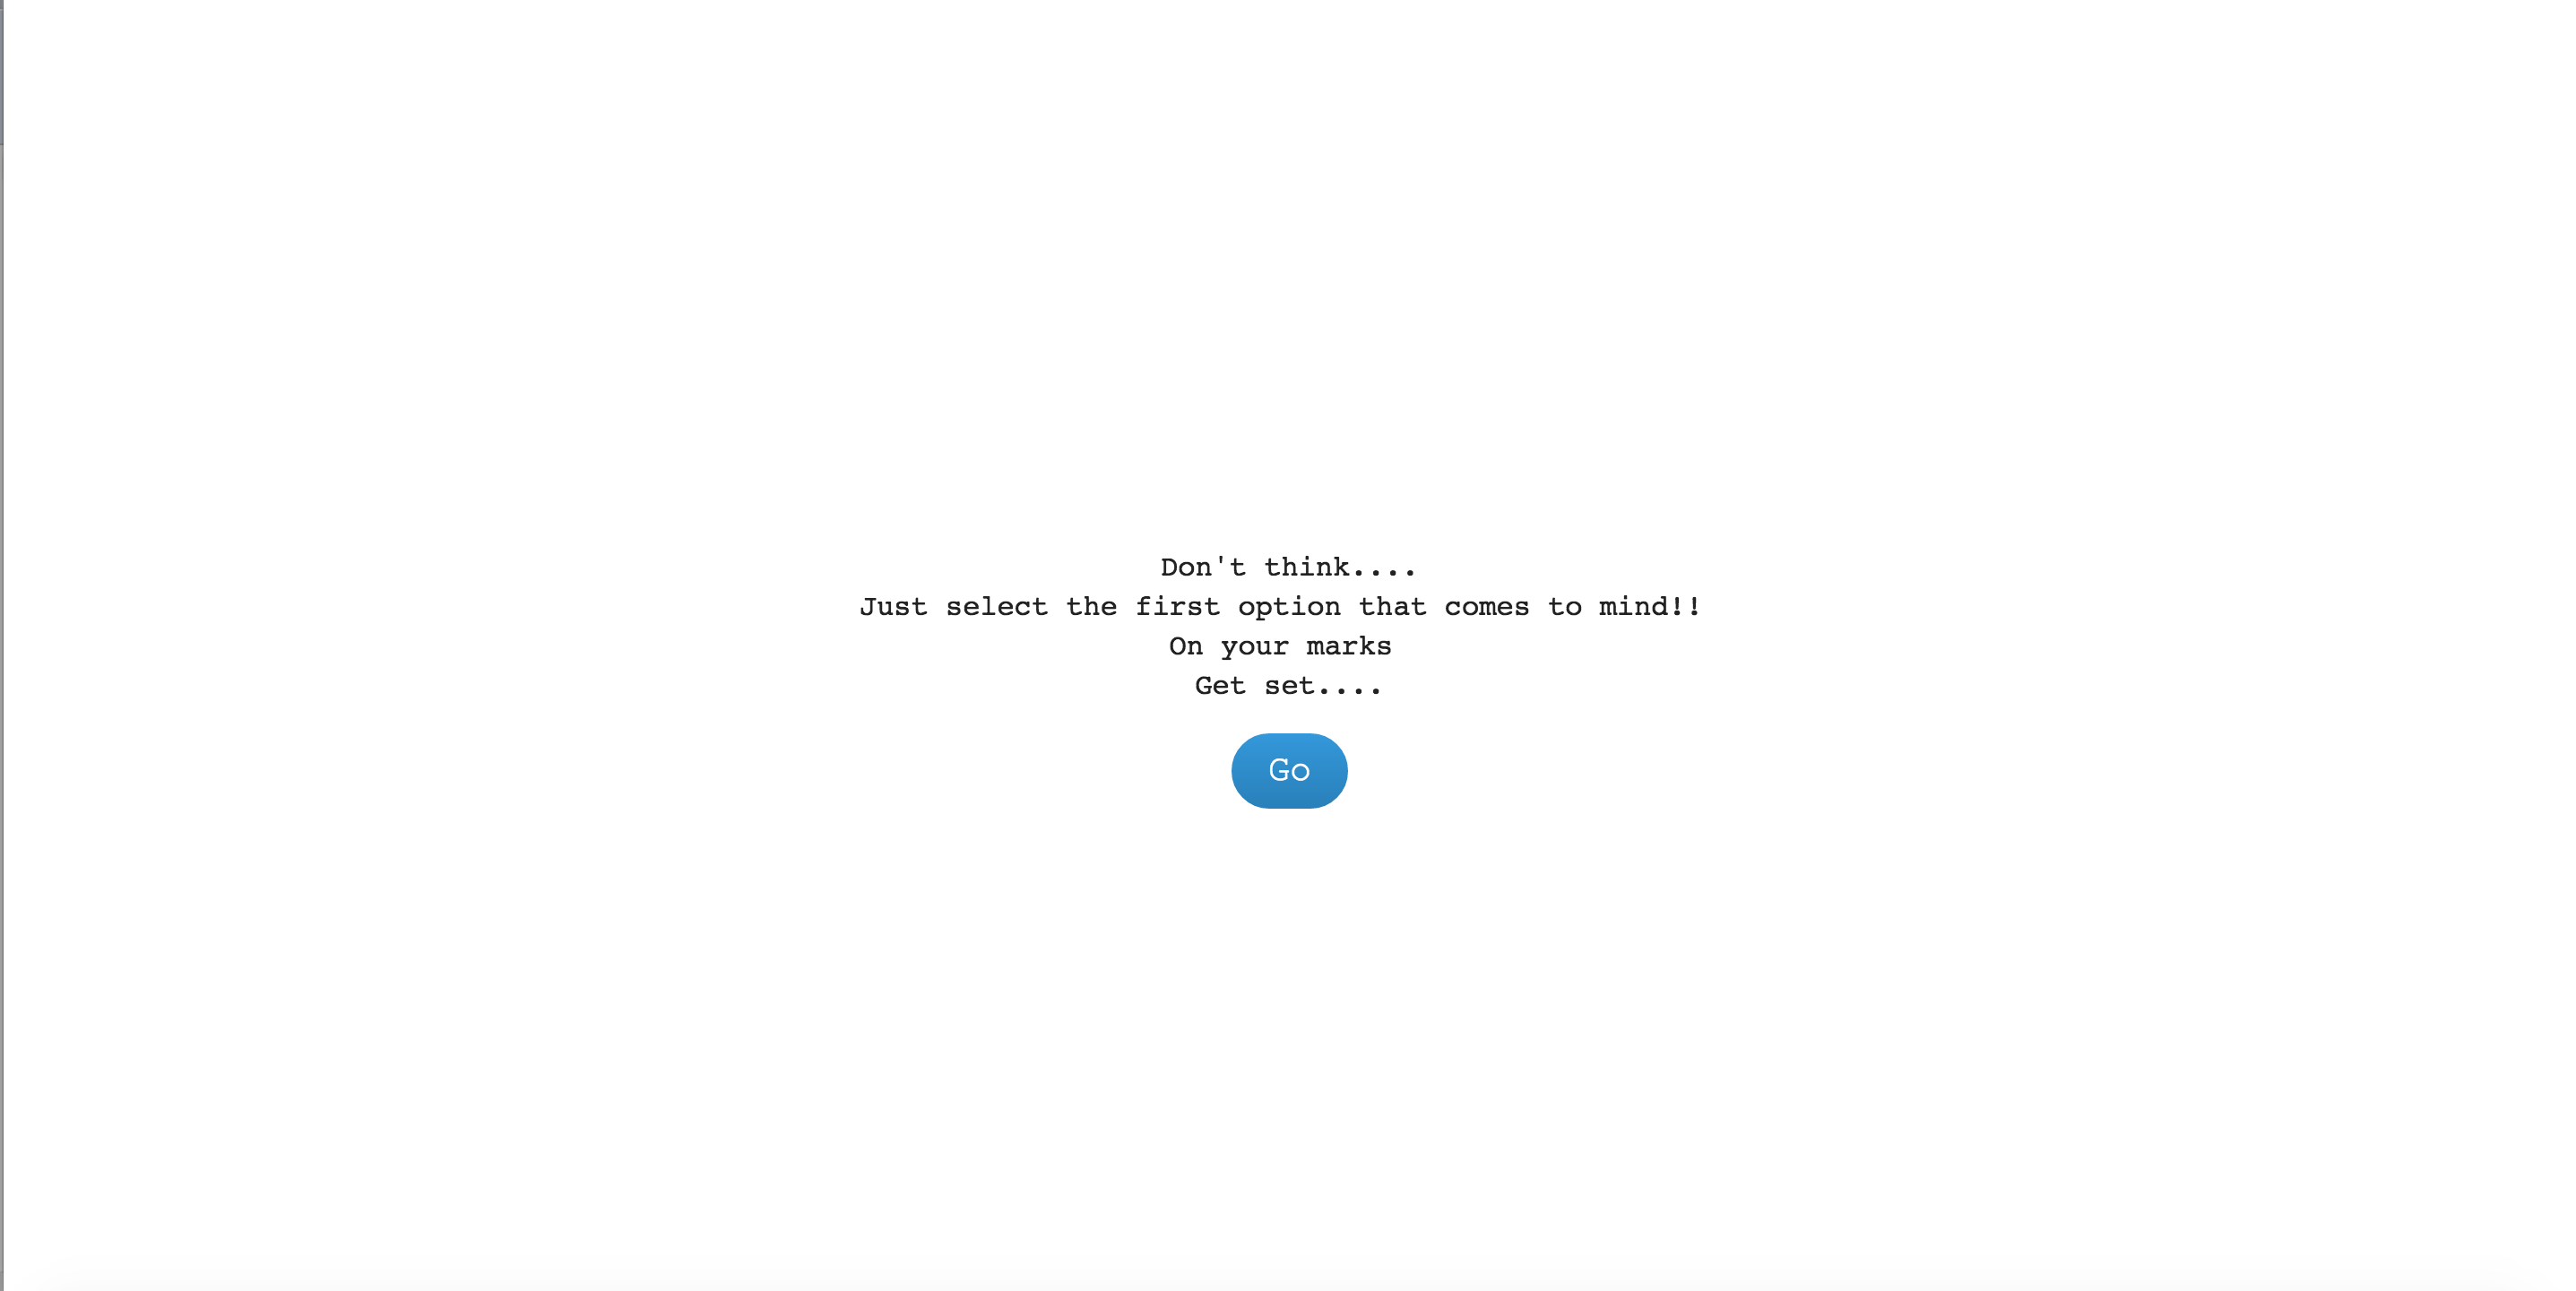 Don't think....
Just select the first option that comes to mind!!
On your marks
Get set....
Go